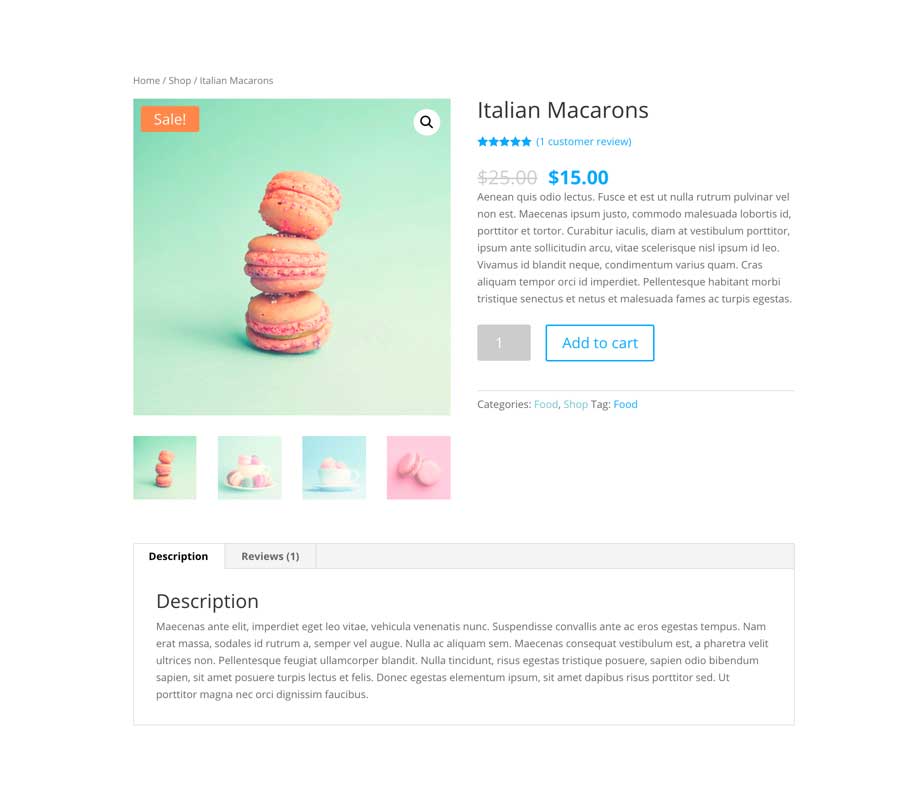 Home / Shop / Italian Macarons
Sale!
Italian Macarons
(1 customer review)
$25.00 $15.00
Aenean quis odio lectus. Fusce et est ut nulla rutrum pulvinar vel
non est. Maecenas ipsum justo, commodo malesuada lobortis id,
porttitor et tortor. Curabitur iaculis, diam at vestibulum porttitor,
ipsum ante sollicitudin arcu, vitae scelerisque nisl ipsum id leo.
Vivamus id blandit neque, condimentum varius quam. Cras
aliquam tempor orci id imperdiet. Pellentesque habitant morbi
tristique senectus et netus et malesuada fames ac turpis egestas.
1 Add to cart
Categories: Food, Shop Tag: Food
Description Reviews (1)
Description
Maecenas ante elit, imperdiet eget leo vitae, vehicula venenatis nunc. Suspendisse convallis ante ac eros egestas tempus. Nam
erat massa, sodales id rutrum a, semper vel augue. Nulla ac aliquam sem. Maecenas consequat vestibulum est, a pharetra velit
ultrices non. Pellentesque feugiat ullamcorper blandit. Nulla tincidunt, risus egestas tristique posuere, sapien odio bibendum
sapien, sit amet posuere turpis lectus et felis. Donec egestas elementum ipsum, sit amet dapibus risus porttitor sed. Ut
porttitor magna nec orci dignissim faucibus.